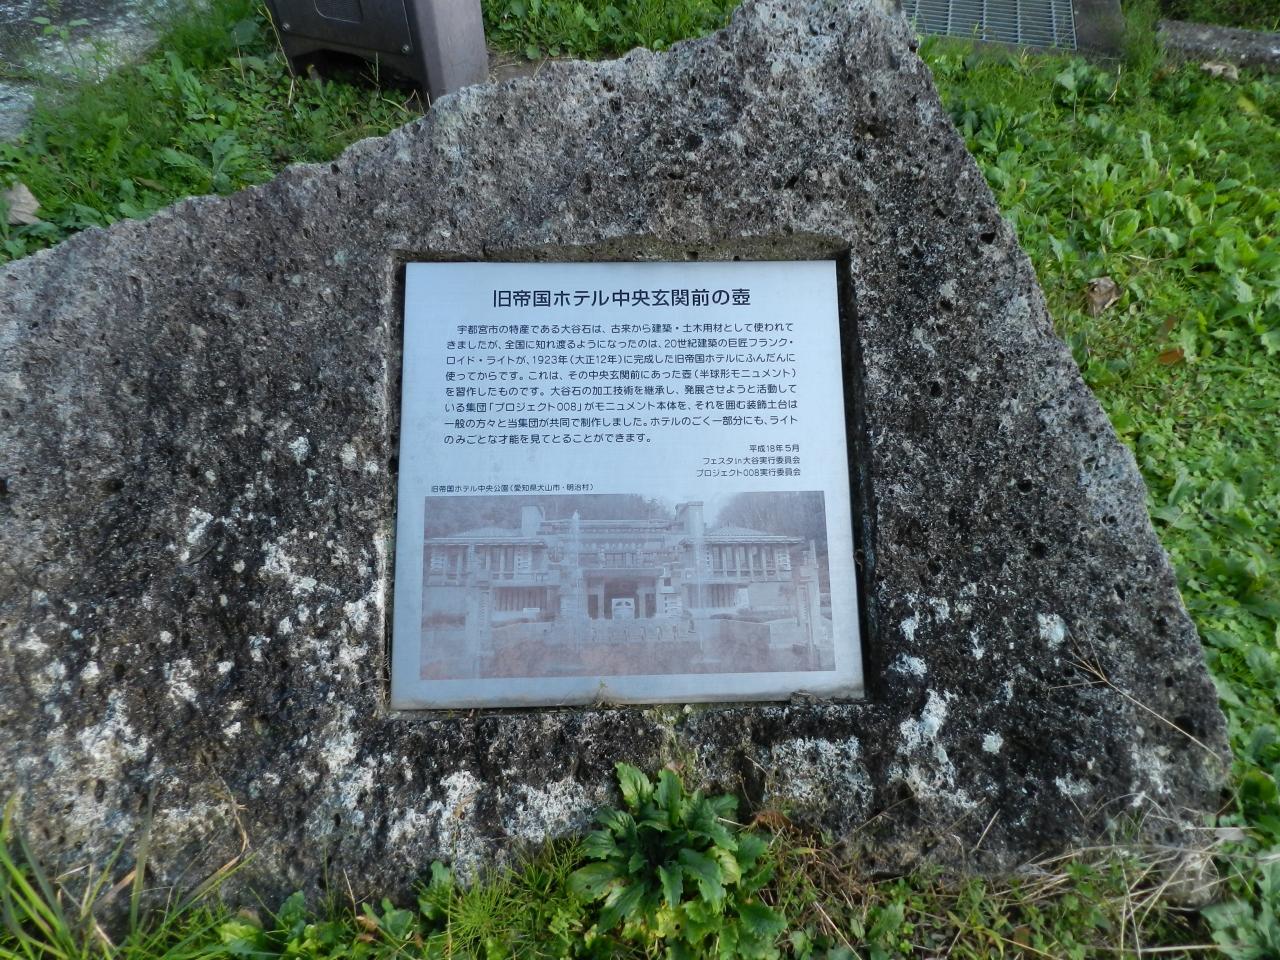 旧帝国ホテル中央玄関前の壺
宇都宮市の特産である大谷石は、古来から建築・土木用材として使われて
きましたが、全国に知れ渡るようになったのは、20世紀建築の巨匠フランク・
ロイド・ライトが、1923年(大正12年)に完成した旧帝国ホテルにふんだんに
使ってからです。これは、その中央玄関前にあった壺(半球形モニュメント)
を習作したものです。大谷石の加工技術を継承し、発展させようと活動して
いる集団「プロジェクト008」がモニュメント本体を、それを囲む装飾土台は
一般の方々と当集団が共同で制作しました。ホテルのごく一部分にも、ライト
のみごとな才能を見てとることができます。
平成18年5月
フェスタin大谷実行委員会
プロジェクト008実行委員会
旧帝国ホテル中央公園(愛知県犬山市・明治村)